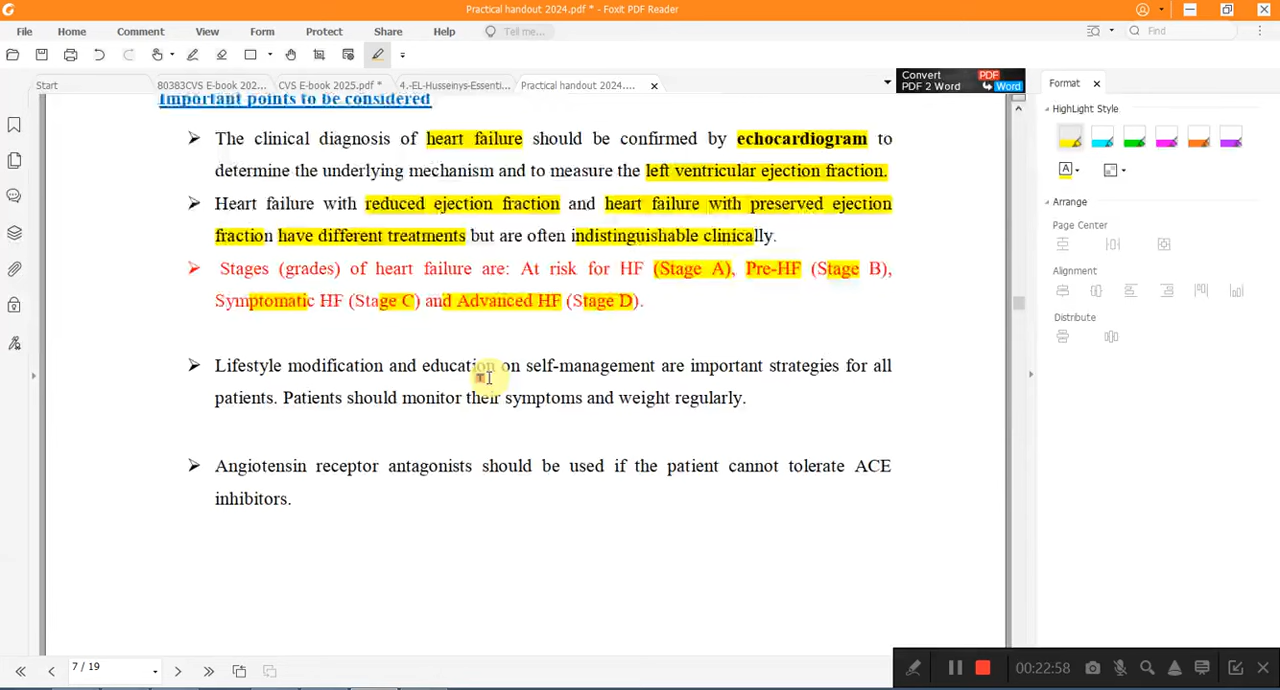 Practical handout 2024.pdf * - Foxit PDF Reader
File Home Comment View Form Protect Share Help Tell me... Find
Start 80383CVS E-book 202... CVS E-book 2025.pdf * 4.-EL-Husseinys-Essenti... Practical handout 2024....
Convert PDF
PDF 2 Word Word
Format
HighLight Style
A
Arrange
Page Center
Alignment
Distribute
Important points to be considered
➢ The clinical diagnosis of heart failure should be confirmed by echocardiogram to
determine the underlying mechanism and to measure the left ventricular ejection fraction.
➢ Heart failure with reduced ejection fraction and heart failure with preserved ejection
fraction have different treatments but are often indistinguishable clinically.
➢ Stages (grades) of heart failure are: At risk for HF (Stage A), Pre-HF (Stage B),
Symptomatic HF (Stage C) and Advanced HF (Stage D).
➢ Lifestyle modification and education on self-management are important strategies for all
patients. Patients should monitor their symptoms and weight regularly.
➢ Angiotensin receptor antagonists should be used if the patient cannot tolerate ACE
inhibitors.
7 / 19
00:22:58